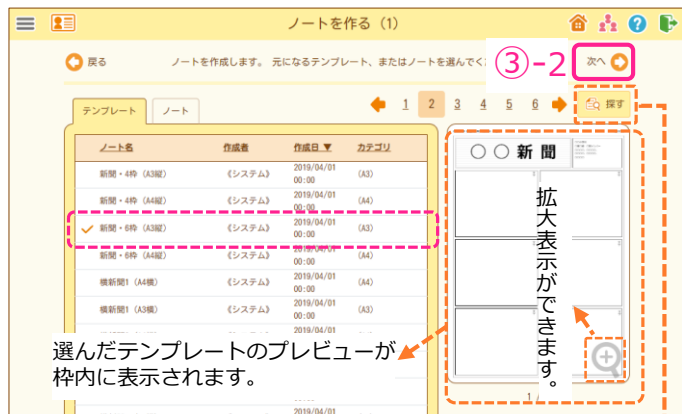 ノートを作る（1）
戻る
ノートを作成します。 元になるテンプレート、またはノートを選んでく
③-2
次へ
テンプレート
ノート
1 2 3 4 5 6
探す
ノート名 作成者 作成日▼ カテゴリ
新聞・4枠（A3縦） 《システム》 2019/04/01 00:00 (A3)
新聞・4枠（A4縦） 《システム》 2019/04/01 00:00 (A4)
新聞・6枠（A3縦） 《システム》 2019/04/01 00:00 (A3)
新聞・6枠（A4縦） 《システム》 2019/04/01 00:00 (A4)
横新聞1（A4横） 《システム》 2019/04/01 00:00 (A4)
横新聞1（A3横） 《システム》 2019/04/01 00:00 (A3)
2019/04/01
選んだテンプレートのプレビューが
枠内に表示されます。
00:00
2019/04/01
〇〇新聞
拡大表示ができます。
1 /